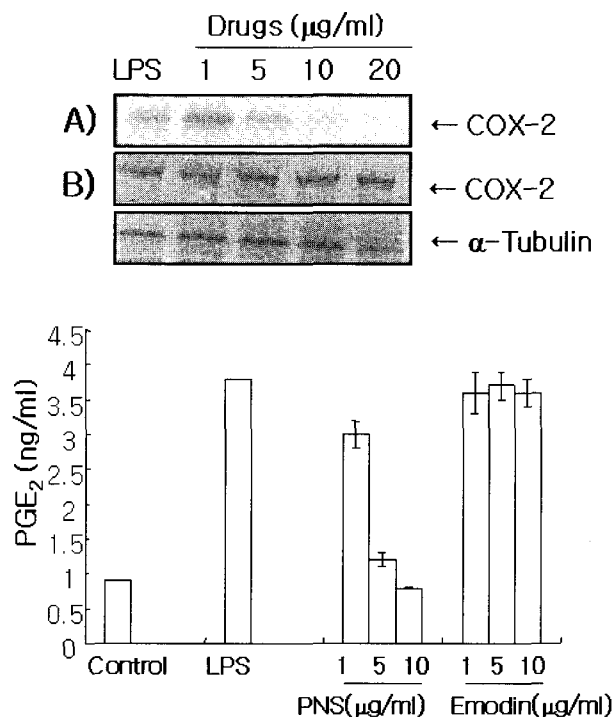 Drugs (μg/ml)
LPS 1 5 10 20
A) ← COX-2
B) ← COX-2
← α-Tubulin
PGE₂ (ng/ml)
4.5
4
3.5
3
2.5
2
1.5
1
0.5
0
Control LPS 1 5 10 1 5 10
PNS(μg/ml) Emodin(μg/ml)